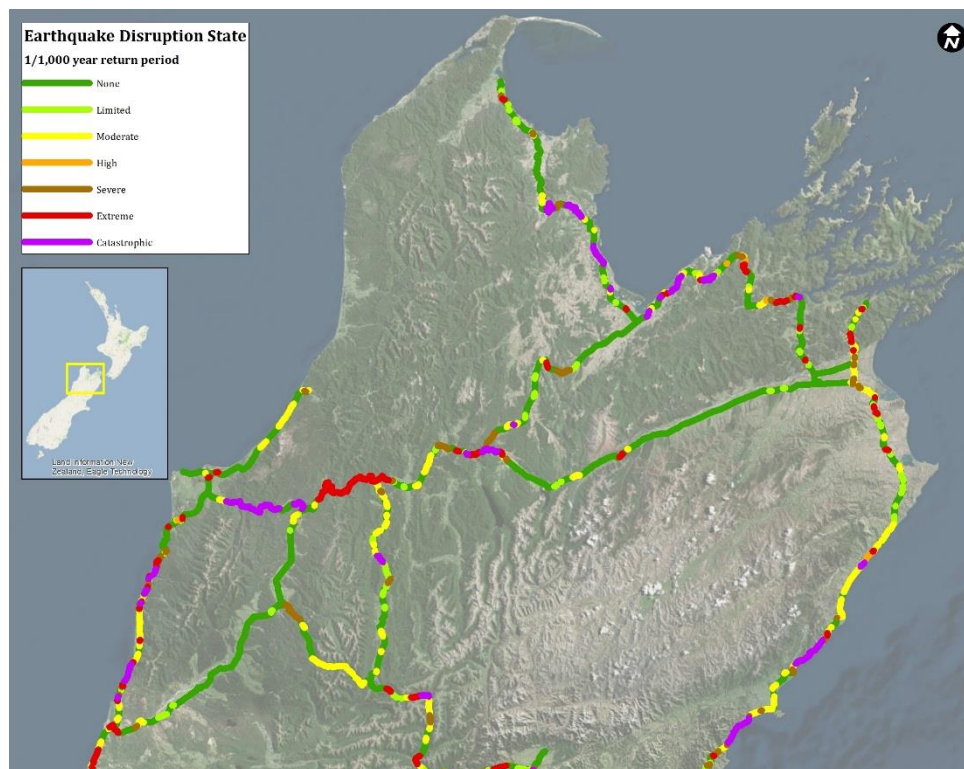 Earthquake Disruption State
1/1,000 year return period
None
Limited
Moderate
High
Severe
Extreme
Catastrophic
N
Land Information New
Zealand, Eagle Technology